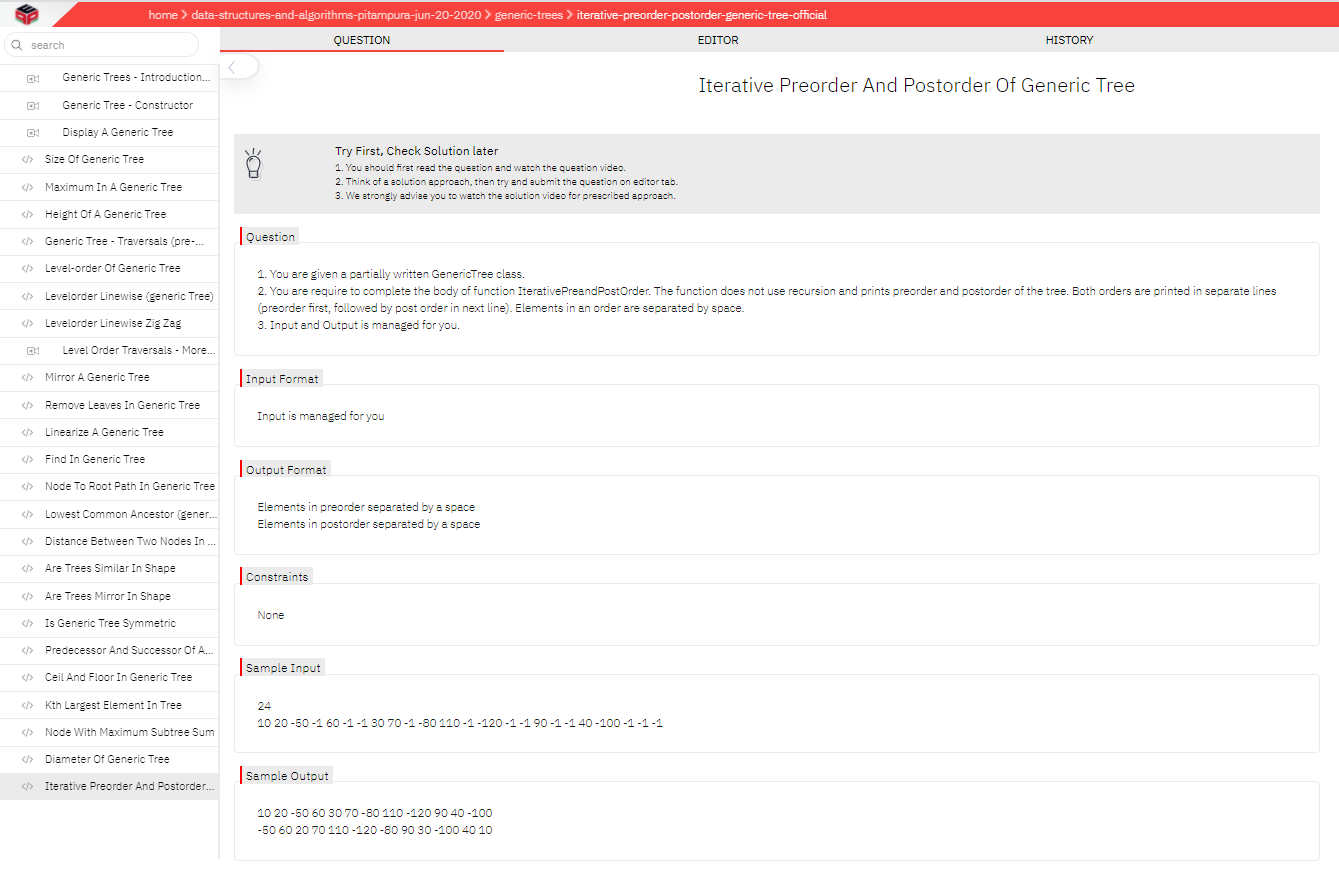 home > data-structures-and-algorithms-pitampura-jun-20-2020 > generic-trees > iterative-preorder-postorder-generic-tree-official
search
Generic Trees - Introduction...
Generic Tree - Constructor
Display A Generic Tree
Size Of Generic Tree
Maximum In A Generic Tree
Height Of A Generic Tree
Generic Tree - Traversals (pre-...
Level-order Of Generic Tree
Levelorder Linewise (generic Tree)
Levelorder Linewise Zig Zag
Level Order Traversals - More...
Mirror A Generic Tree
Remove Leaves In Generic Tree
Linearize A Generic Tree
Find In Generic Tree
Node To Root Path In Generic Tree
Lowest Common Ancestor (gener...
Distance Between Two Nodes In ...
Are Trees Similar In Shape
Are Trees Mirror In Shape
Is Generic Tree Symmetric
Predecessor And Successor Of A...
Ceil And Floor In Generic Tree
Kth Largest Element In Tree
Node With Maximum Subtree Sum
Diameter Of Generic Tree
Iterative Preorder And Postorder...
QUESTION EDITOR HISTORY
Iterative Preorder And Postorder Of Generic Tree
Try First, Check Solution later
1. You should first read the question and watch the question video.
2. Think of a solution approach, then try and submit the question on editor tab.
3. We strongly advise you to watch the solution video for prescribed approach.
Question
1. You are given a partially written GenericTree class.
2. You are require to complete the body of function IterativePreandPostOrder. The function does not use recursion and prints preorder and postorder of the tree. Both orders are printed in separate lines
(preorder first, followed by post order in next line). Elements in an order are separated by space.
3. Input and Output is managed for you.
Input Format
Input is managed for you
Output Format
Elements in preorder separated by a space
Elements in postorder separated by a space
Constraints
None
Sample Input
24
10 20 -50 -1 60 -1 -1 30 70 -1 -80 110 -1 -120 -1 -1 90 -1 -1 40 -100 -1 -1 -1
Sample Output
10 20 -50 60 30 70 -80 110 -120 90 40 -100
-50 60 20 70 110 -120 -80 90 30 -100 40 10